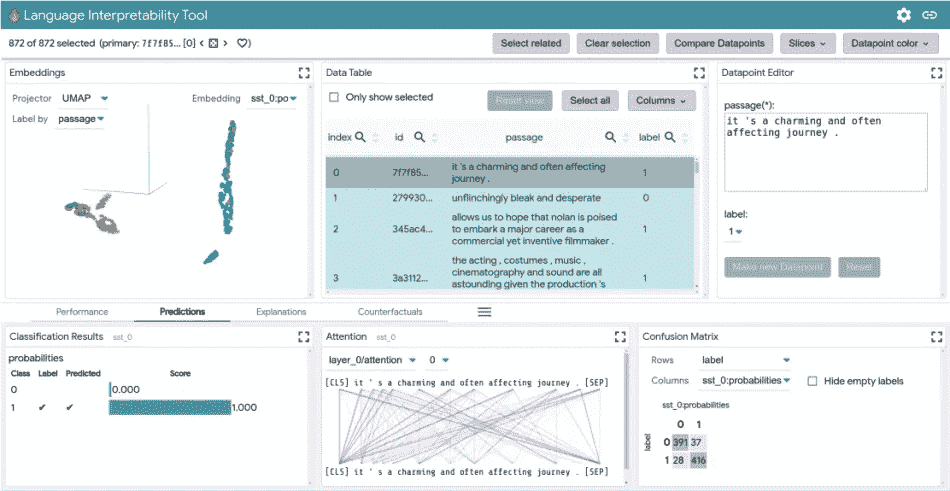 Language Interpretability Tool
872 of 872 selected (primary: 7f7f85... [0] < > )
Select related
Clear selection
Compare Datapoints
Slices
Datapoint color
Embeddings
Projector UMAP
Embedding sst_0:po
Label by passage
Data Table
Only show selected
Reset view
Select all
Columns
index id passage label
0 7f7f85... it 's a charming and often affecting
journey . 1
1 279930... unflinchingly bleak and desperate 0
2 345ac4... allows us to hope that nolan is poised
to embark a major career as a
commercial yet inventive filmmaker . 1
3 3a3112... the acting , costumes , music ,
cinematography and sound are all
astounding given the production 's 1
Datapoint Editor
passage(*):
it 's a charming and often
affecting journey .
label:
1
Make new Datapoint
Reset
Performance
Predictions
Explanations
Counterfactuals
Classification Results sst_0
probabilities
Class Label Predicted Score
0 0.000
1 ✔ ✔ 1.000
Attention sst_0
layer_0/attention 0
[CLS] it ' s a charming and often affecting journey . [SEP]
[CLS] it ' s a charming and often affecting journey . [SEP]
Confusion Matrix
Rows label
Columns sst_0:probabilities
Hide empty labels
sst_0:probabilities
0 1
label
0 391 37
1 28 416